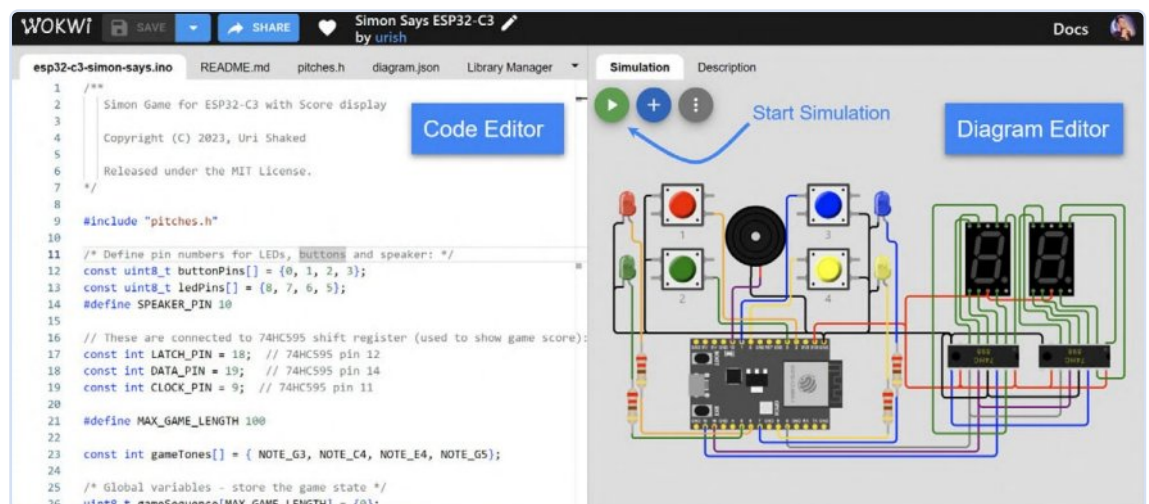 WOKWI SAVE SHARE Simon Says ESP32-C3
by urish
Docs
esp32-c3-simon-says.ino README.md pitches.h diagram.json Library Manager
Simulation Description
Start Simulation
Code Editor
Diagram Editor
1 /**
2 Simon Game for ESP32-C3 with Score display
3
4 Copyright (C) 2023, Uri Shaked
5
6 Released under the MIT License.
7 */
8
9 #include "pitches.h"
10
11 /* Define pin numbers for LEDs, buttons and speaker: */
12 const uint8_t buttonPins[] = {0, 1, 2, 3};
13 const uint8_t ledPins[] = {8, 7, 6, 5};
14 #define SPEAKER_PIN 10
15
16 // These are connected to 74HC595 shift register (used to show game score):
17 const int LATCH_PIN = 18; // 74HC595 pin 12
18 const int DATA_PIN = 19; // 74HC595 pin 14
19 const int CLOCK_PIN = 9; // 74HC595 pin 11
20
21 #define MAX_GAME_LENGTH 100
22
23 const int gameTones[] = { NOTE_G3, NOTE_C4, NOTE_E4, NOTE_G5};
24
25 /* Global variables - store the game state */
26 uint8_t gameSequence[MAX_GAME_LENGTH] = {0};
1
3
2
4